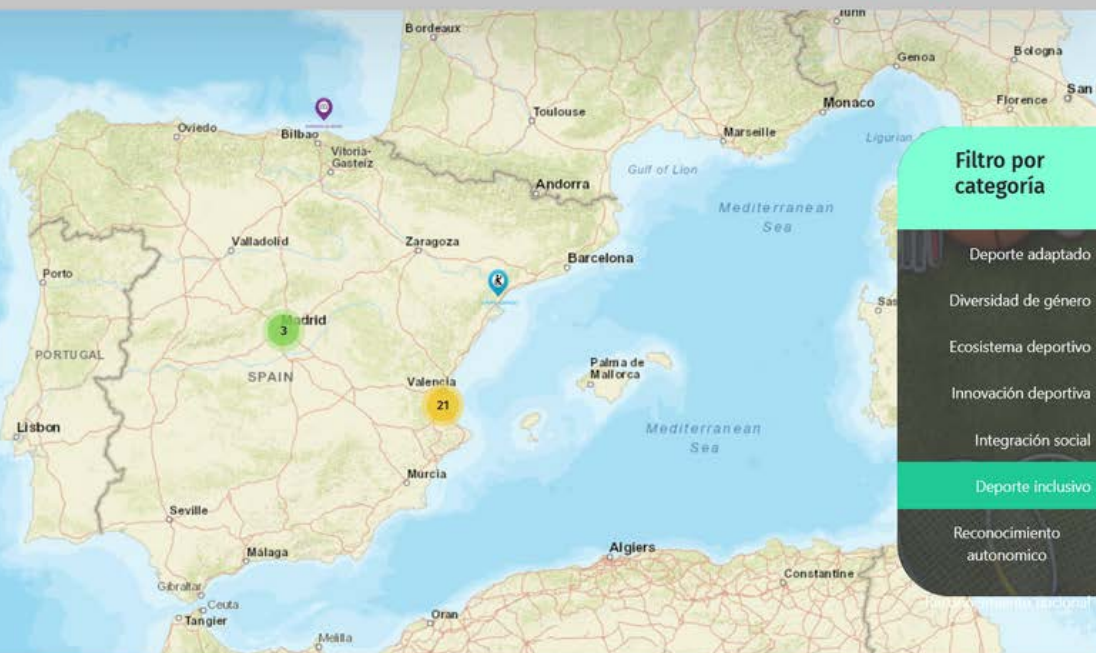 Bordeaux
Turin
Genoa
Bologna
San
Monaco
Florence
Toulouse
Marseille
Oviedo
Bilbao
Vitoria-
Gasteiz
Gulf of Lion
Ligurian
Andorra
Mediterranean
Sea
Valladolid
Zaragoza
Barcelona
Porto
Madrid
3
PORTUGAL
SPAIN
Palma de
Mallorca
Valencia
21
Lisbon
Mediterranean
Sea
Murcia
Seville
Málaga
Algiers
Constantine
Gibraltar
Ceuta
Tangier
Oran
Melilla
Sas
Filtro por
categoría
Deporte adaptado
Diversidad de género
Ecosistema deportivo
Innovación deportiva
Integración social
Deporte inclusivo
Reconocimiento
autonomico